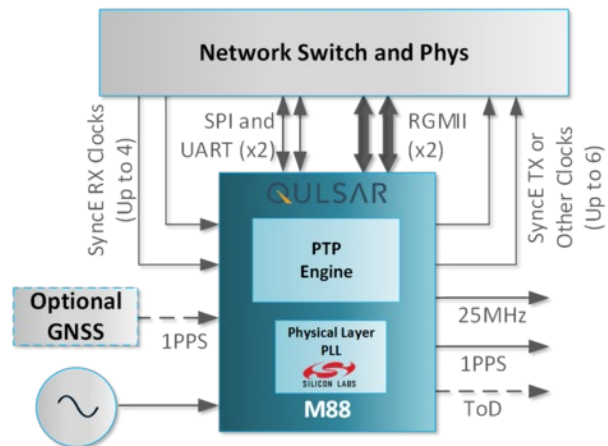 Network Switch and Phys
SyncE RX Clocks
(Up to 4)
SPI and
UART (x2)
RGMII
(x2)
SyncE TX or
Other Clocks
(Up to 6)
QULSAR
PTP
Engine
Optional
GNSS
1PPS
25MHz
Physical Layer
PLL
SILICON LABS
1PPS
M88
ToD